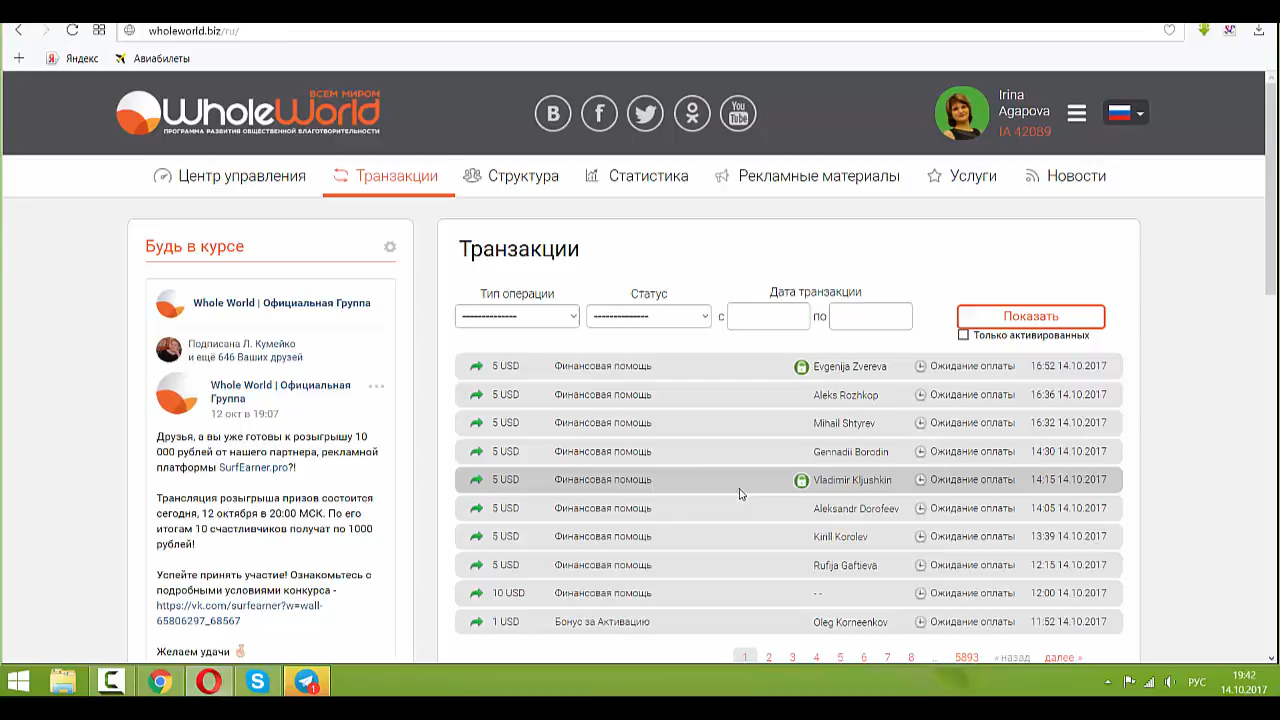 wholeworld.biz/ru/
Яндекс Авиабилеты
ВСЕМ МИРОМ
WHOLEWORLD
ПРОГРАММА РАЗВИТИЯ ОБЩЕСТВЕННОЙ БЛАГОТВОРИТЕЛЬНОСТИ
You Tube
Irina
Agapova
IA 42089
Центр управления Транзакции Структура Статистика Рекламные материалы Услуги Новости
Будь в курсе
Whole World | Официальная Группа
Подписана Л. Кумейко
и ещё 646 Ваших друзей
Whole World | Официальная
Группа
12 окт в 19:07
Друзья, а вы уже готовы к розыгрышу 10
000 рублей от нашего партнера, рекламной
платформы SurfEarner.pro?!
Трансляция розыгрыша призов состоится
сегодня, 12 октября в 20:00 МСК. По его
итогам 10 счастливчиков получат по 1000
рублей!
Успейте принять участие! Ознакомьтесь с
подробными условиями конкурса -
https://vk.com/surfearner?w=wall-
65806297_68567
Желаем удачи
Транзакции
Тип операции Статус Дата транзакции
-------------- -------------- с по Показать
Только активированных
5 USD Финансовая помощь Evgenija Zvereva Ожидание оплаты 16:52 14.10.2017
5 USD Финансовая помощь Aleks Rozhkop Ожидание оплаты 16:36 14.10.2017
5 USD Финансовая помощь Mihail Shtyrev Ожидание оплаты 16:32 14.10.2017
5 USD Финансовая помощь Gennadii Borodin Ожидание оплаты 14:30 14.10.2017
5 USD Финансовая помощь Vladimir Kljushkin Ожидание оплаты 14:15 14.10.2017
5 USD Финансовая помощь Aleksandr Dorofeev Ожидание оплаты 14:05 14.10.2017
5 USD Финансовая помощь Kirill Korolev Ожидание оплаты 13:39 14.10.2017
5 USD Финансовая помощь Rufija Gaftieva Ожидание оплаты 12:15 14.10.2017
10 USD Финансовая помощь - - Ожидание оплаты 12:00 14.10.2017
1 USD Бонус за Активацию Oleg Korneenkov Ожидание оплаты 11:52 14.10.2017
1 2 3 4 5 6 7 8 .. 5893 « назад далее »
РУС
19:42
14.10.2017